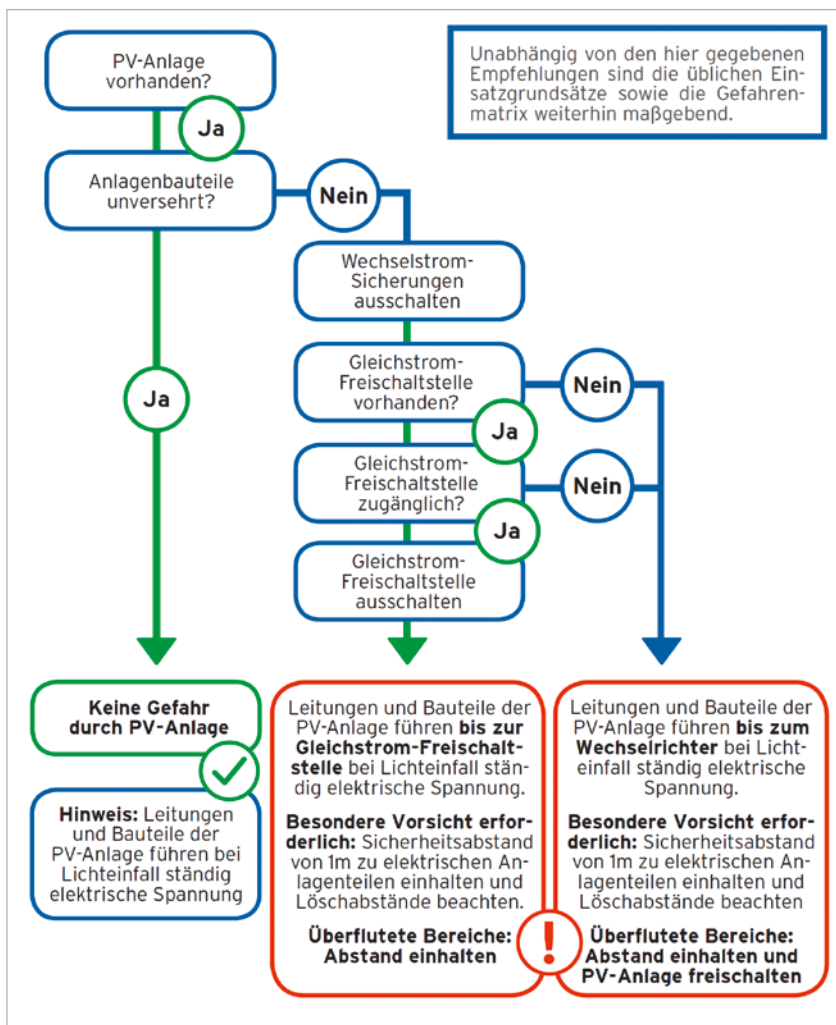 PV-Anlage
vorhanden?
Unabhängig von den hier gegebenen
Empfehlungen sind die üblichen Ein-
satzgrundsätze sowie die Gefahren-
matrix weiterhin maßgebend.
Ja
Anlagenbauteile
unversehrt?
Nein
Wechselstrom-
Sicherungen
ausschalten
Gleichstrom-
Freischaltstelle
vorhanden?
Nein
Ja
Ja
Gleichstrom-
Freischaltstelle
zugänglich?
Nein
Ja
Gleichstrom-
Freischaltstelle
ausschalten
Keine Gefahr
durch PV-Anlage
Hinweis: Leitungen
und Bauteile der
PV-Anlage führen bei
Lichteinfall ständig
elektrische Spannung
Leitungen und Bauteile der
PV-Anlage führen bis zur
Gleichstrom-Freischalt-
stelle bei Lichteinfall stän-
dig elektrische Spannung.
Besondere Vorsicht erfor-
derlich: Sicherheitsabstand
von 1m zu elektrischen An-
lagenteilen einhalten und
Löschabstände beachten.
Überflutete Bereiche:
Abstand einhalten
!
Leitungen und Bauteile der
PV-Anlage führen bis zum
Wechselrichter bei Licht-
einfall ständig elektrische
Spannung.
Besondere Vorsicht erfor-
derlich: Sicherheitsabstand
von 1m zu elektrischen An-
lagenteilen einhalten und
Löschabstände beachten
Überflutete Bereiche:
Abstand einhalten und
PV-Anlage freischalten